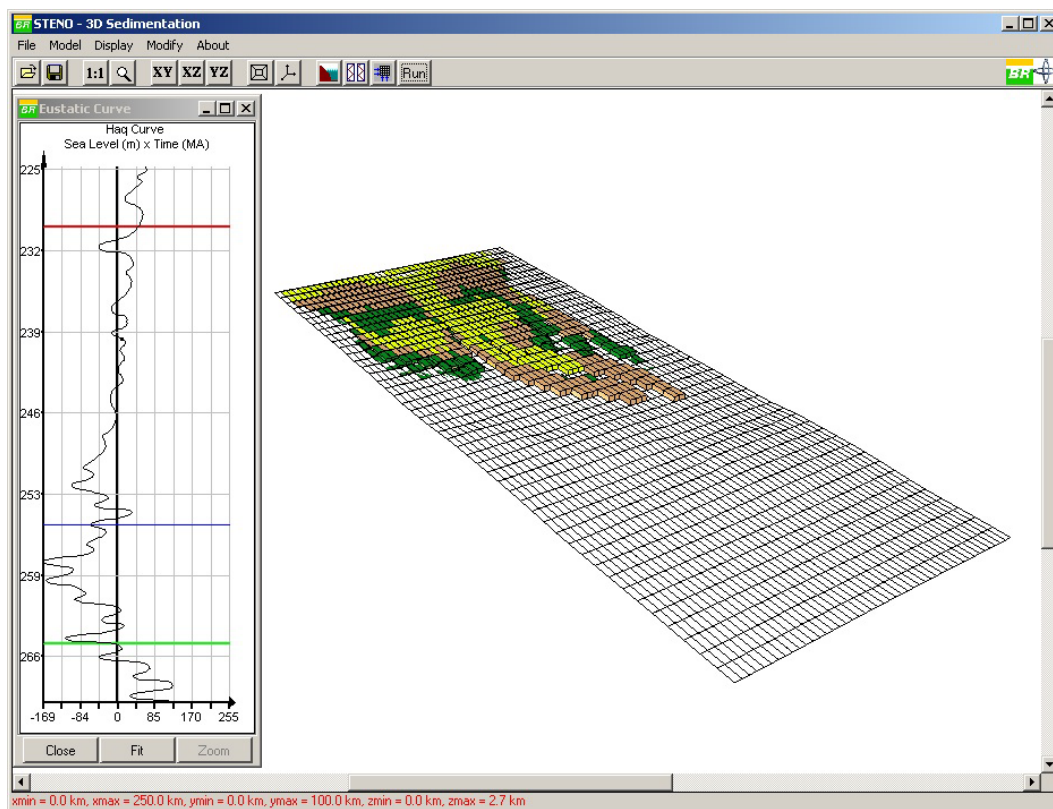 BR STENO - 3D Sedimentation
File Model Display Modify About
1:1 XY XZ YZ Run
BR
BR Eustatic Curve
Haq Curve
Sea Level (m) x Time (MA)
225
232
239
246
253
259
266
-169 -84 0 85 170 255
Close Fit Zoom
xmin = 0.0 km, xmax = 250.0 km, ymin = 0.0 km, ymax = 100.0 km, zmin = 0.0 km, zmax = 2.7 km